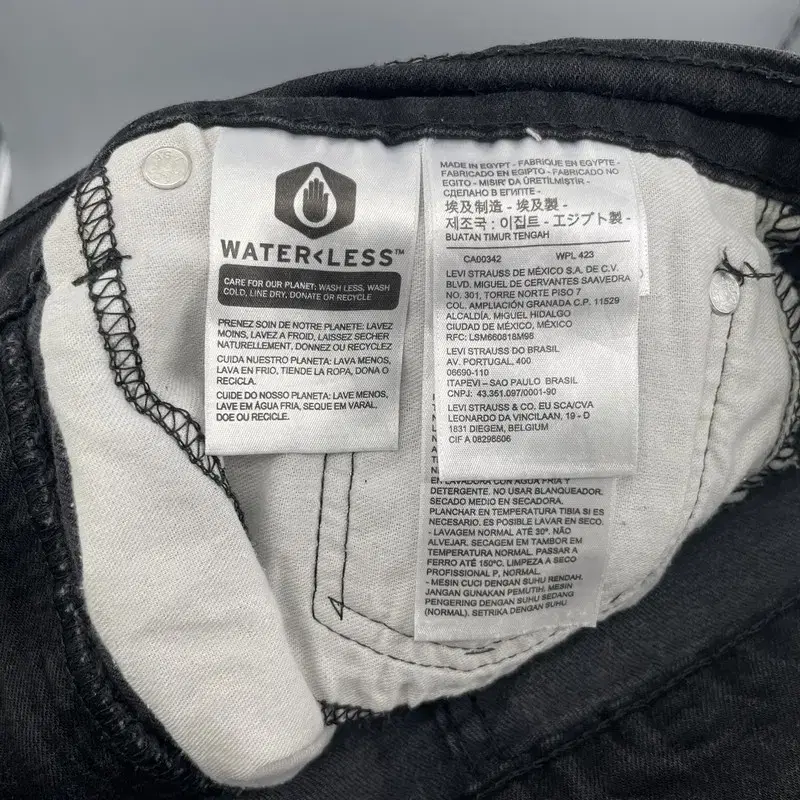 WATER<LESS™
CARE FOR OUR PLANET: WASH LESS, WASH
COLD, LINE DRY, DONATE OR RECYCLE
PRENEZ SOIN DE NOTRE PLANETE: LAVEZ
MOINS, LAVEZ A FROID, LAISSEZ SECHER
NATURELLEMENT, DONNEZ OU RECYCLEZ
CUIDA NUESTRO PLANETA: LAVA MENOS,
LAVA EN FRIO, TIENDE LA ROPA, DONA O
RECICLA.
CUIDE DO NOSSO PLANETA: LAVE MENOS,
LAVE EM ÁGUA FRIA, SEQUE EM VARAL,
DOE OU RECICLE.
MADE IN EGYPT - FABRIQUE EN EGYPTE -
FABRICADO EN EGIPTO - FABRICADO NO
EGITO - MISIR'DA ÜRETİLMİŞTİR -
СДЕЛАНО В ЕГИПТЕ -
埃及制造 - 埃及製 -
제조국 : 이집트 - エジプト製 -
BUATAN TIMUR TENGAH
CA00342 WPL 423
LEVI STRAUSS DE MÉXICO S.A. DE C.V.
BLVD. MIGUEL DE CERVANTES SAAVEDRA
NO. 301, TORRE NORTE PISO 7
COL. AMPLIACIÓN GRANADA C.P. 11529
ALCALDÍA. MIGUEL HIDALGO
CIUDAD DE MÉXICO, MÉXICO
RFC: LSM660818M98
LEVI STRAUSS DO BRASIL
AV. PORTUGAL, 400
06690-110
ITAPEVI – SAO PAULO BRASIL
CNPJ: 43.351.097/0001-90
LEVI STRAUSS & CO. EU SCA/CVA
LEONARDO DA VINCILAAN, 19 - D
1831 DIEGEM, BELGIUM
CIF A 08298606
EN LAVADORA CON AGUA FRIA Y
DETERGENTE. NO USAR BLANQUEADOR.
SECADO MEDIO EN SECADORA.
PLANCHAR EN TEMPERATURA TIBIA SI ES
NECESARIO. ES POSIBLE LAVAR EN SECO.
- LAVAGEM NORMAL ATÉ 30º. NÃO
ALVEJAR. SECAGEM EM TAMBOR EM
TEMPERATURA NORMAL. PASSAR A
FERRO ATÉ 150ºC. LIMPEZA A SECO
PROFISSIONAL P, NORMAL.
- MESIN CUCI DENGAN SUHU RENDAH.
JANGAN GUNAKAN PEMUTIH. MESIN
PENGERING DENGAN SUHU SEDANG
(NORMAL). SETRIKA DENGAN SUHU